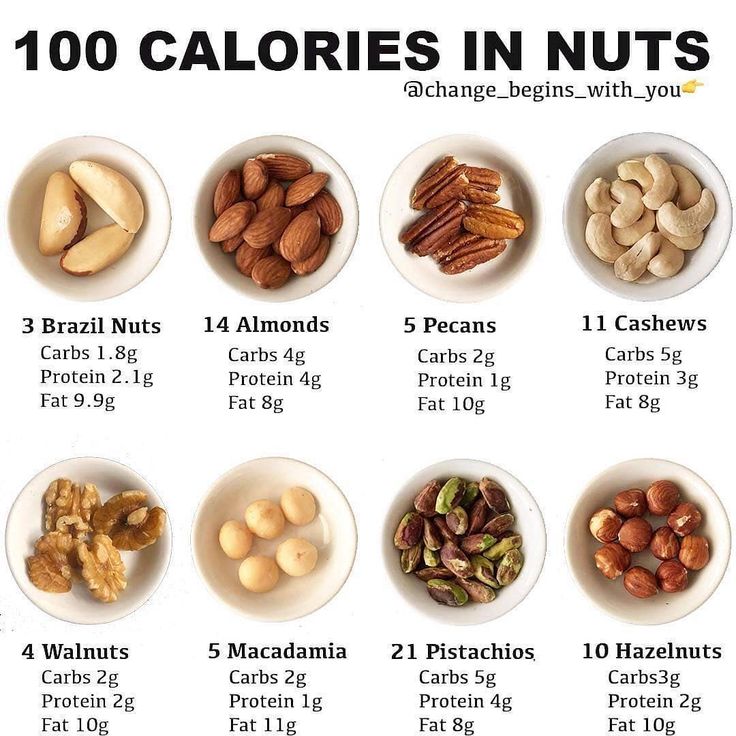 100 CALORIES IN NUTS
@change_begins_with_you👉
3 Brazil Nuts
Carbs 1.8g
Protein 2.1g
Fat 9.9g
14 Almonds
Carbs 4g
Protein 4g
Fat 8g
5 Pecans
Carbs 2g
Protein 1g
Fat 10g
11 Cashews
Carbs 5g
Protein 3g
Fat 8g
4 Walnuts
Carbs 2g
Protein 2g
Fat 10g
5 Macadamia
Carbs 2g
Protein 1g
Fat 11g
21 Pistachios
Carbs 5g
Protein 4g
Fat 8g
10 Hazelnuts
Carbs3g
Protein 2g
Fat 10g